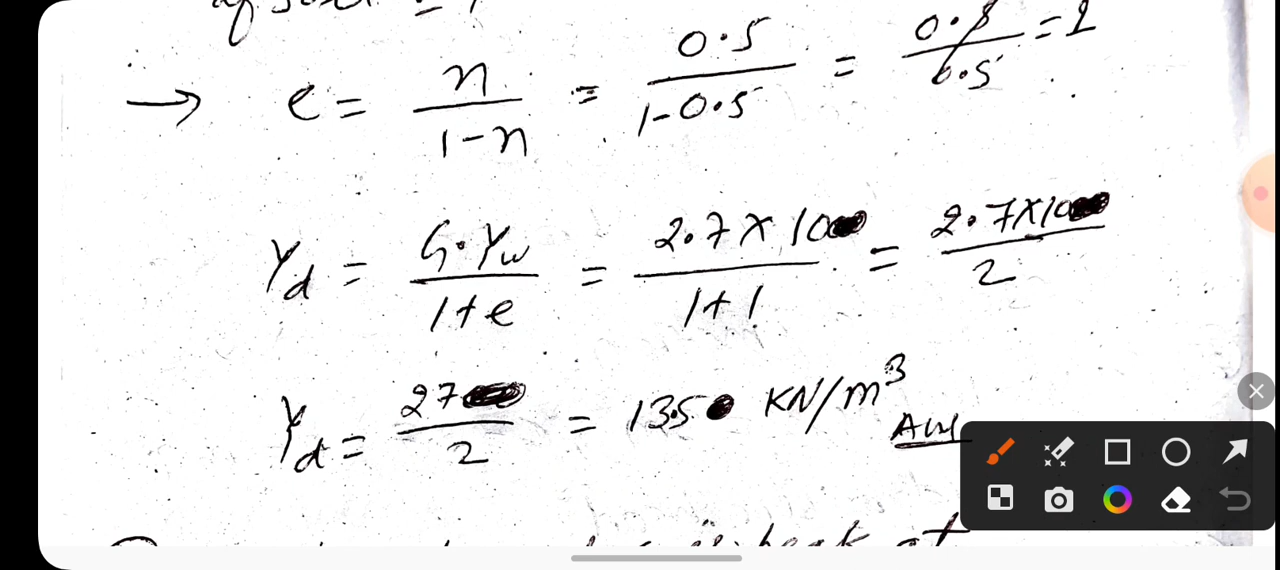 → e = n/(1-n) = 0.5/(1-0.5) = 0.5/0.5 = 1
γd = G.γw/(1+e) = 2.7×10/(1+1) = 2.7×10/2
γd = 27/2 = 13.5 KN/m³
Ans